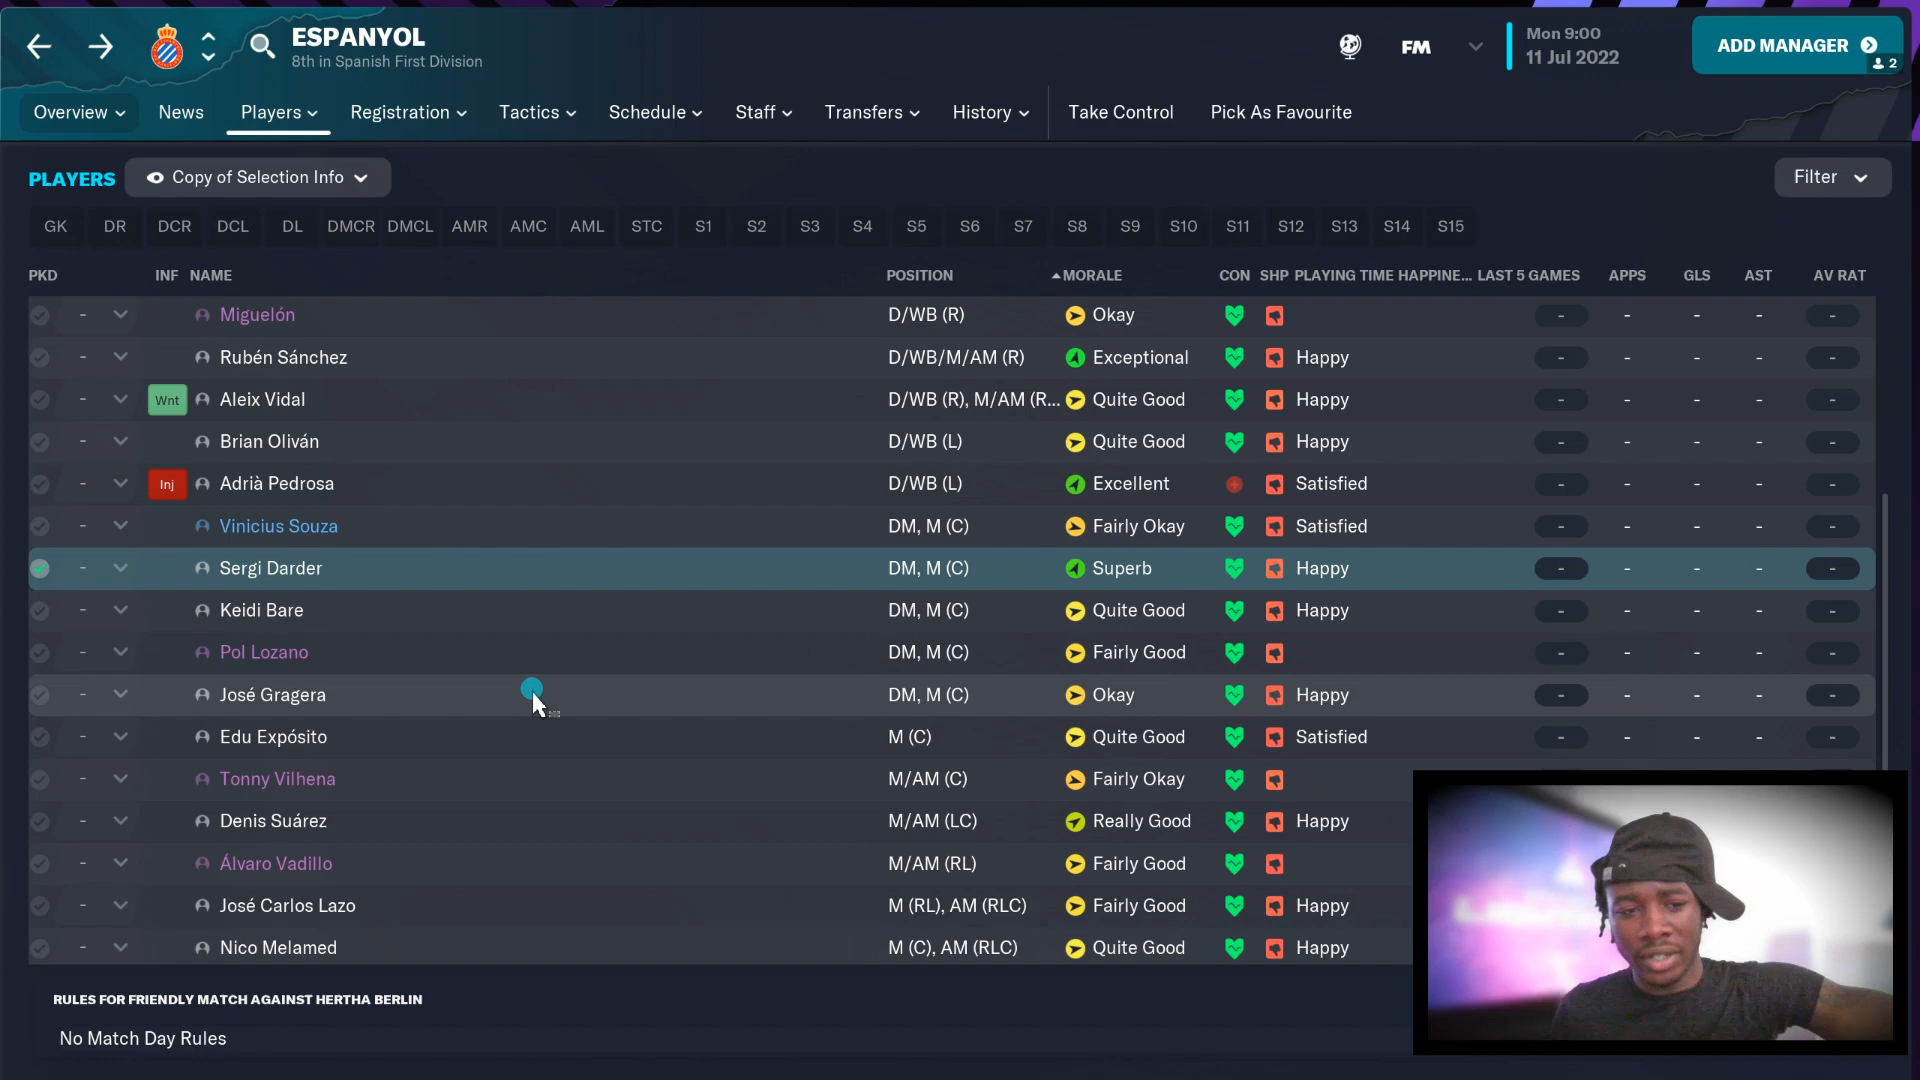 ESPANYOL
8th in Spanish First Division
FM
Mon 9:00
11 Jul 2022
ADD MANAGER
2
Overview News Players Registration Tactics Schedule Staff Transfers History Take Control Pick As Favourite
PLAYERS Copy of Selection Info Filter
GK DR DCR DCL DL DMCR DMCL AMR AMC AML STC S1 S2 S3 S4 S5 S6 S7 S8 S9 S10 S11 S12 S13 S14 S15
PKD INF NAME POSITION MORALE CON SHP PLAYING TIME HAPPINE... LAST 5 GAMES APPS GLS AST AV RAT
- Miguelón D/WB (R) Okay - - - - -
- Rubén Sánchez D/WB/M/AM (R) Exceptional Happy - - - - -
- Wnt Aleix Vidal D/WB (R), M/AM (R... Quite Good Happy - - - - -
- Brian Oliván D/WB (L) Quite Good Happy - - - - -
- Inj Adrià Pedrosa D/WB (L) Excellent Satisfied - - - - -
- Vinicius Souza DM, M (C) Fairly Okay Satisfied - - - - -
- Sergi Darder DM, M (C) Superb Happy - - - - -
- Keidi Bare DM, M (C) Quite Good Happy - - - - -
- Pol Lozano DM, M (C) Fairly Good - - - - -
- José Gragera DM, M (C) Okay Happy - - - - -
- Edu Expósito M (C) Quite Good Satisfied - - - - -
- Tonny Vilhena M/AM (C) Fairly Okay
- Denis Suárez M/AM (LC) Really Good Happy
- Álvaro Vadillo M/AM (RL) Fairly Good
- José Carlos Lazo M (RL), AM (RLC) Fairly Good Happy
- Nico Melamed M (C), AM (RLC) Quite Good Happy
RULES FOR FRIENDLY MATCH AGAINST HERTHA BERLIN
No Match Day Rules